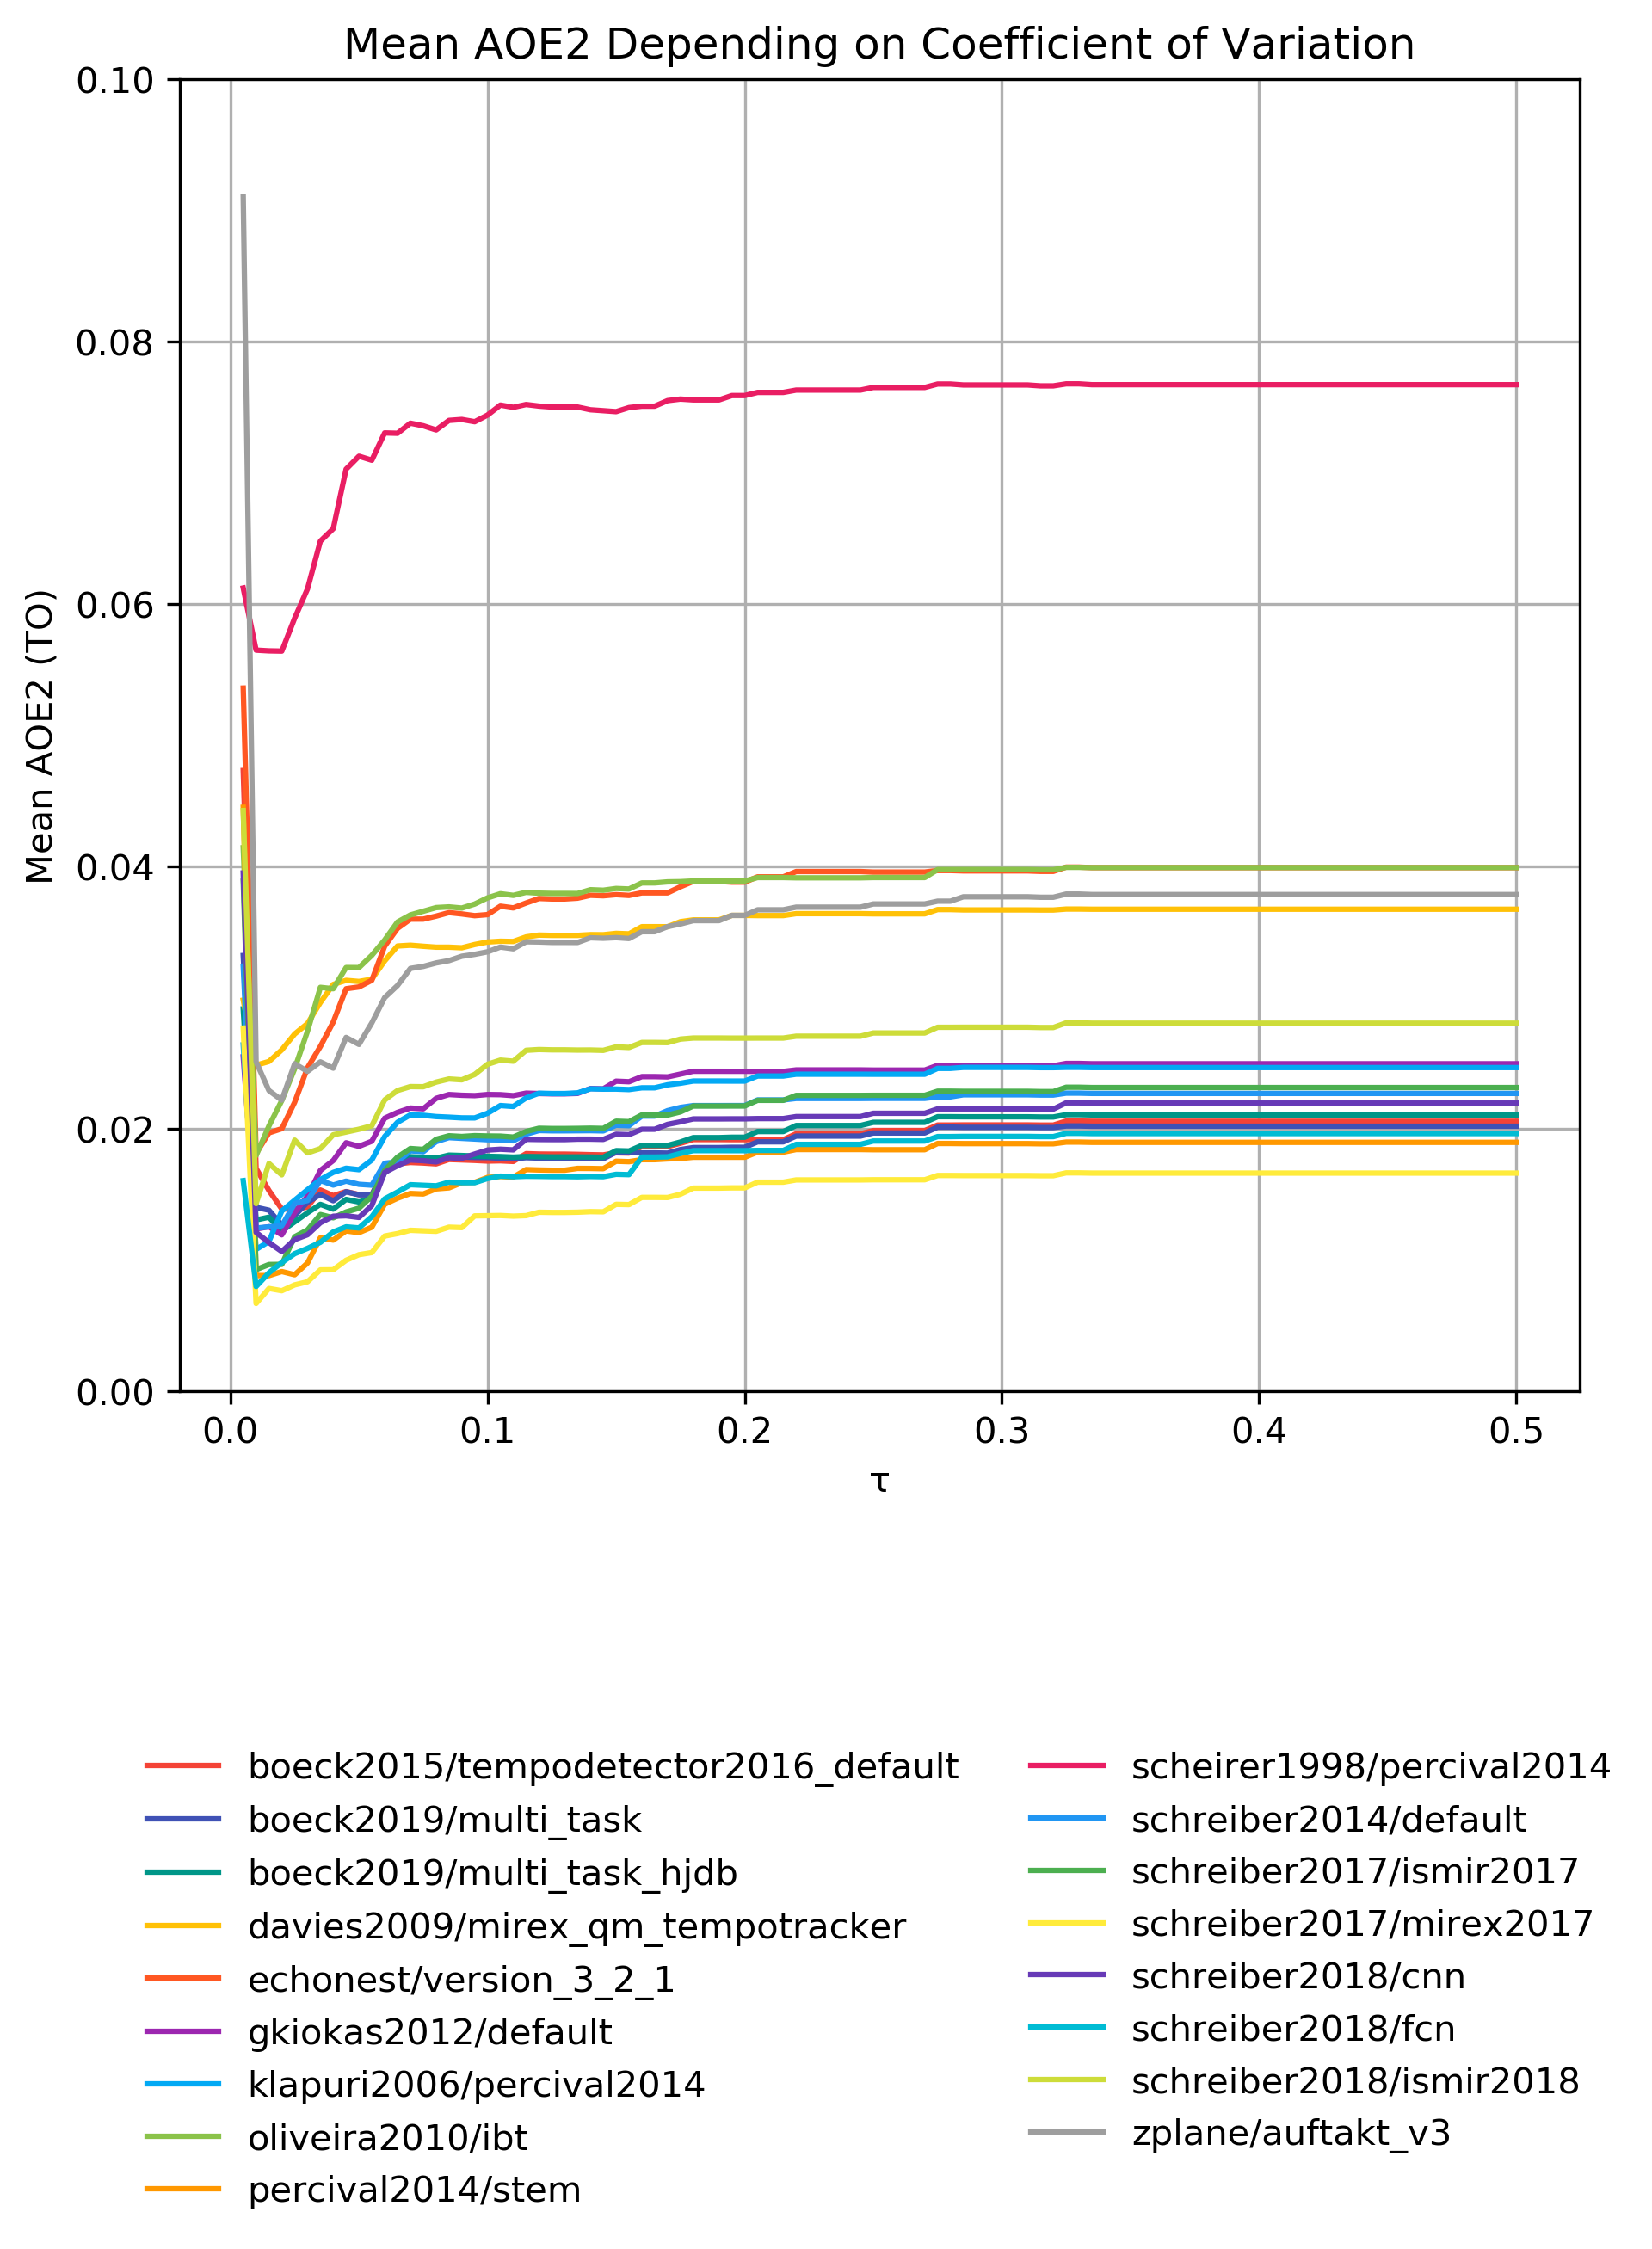 Mean AOE2 Depending on Coefficient of Variation
0.10
0.08
0.06
0.04
0.02
0.00
Mean AOE2 (TO)
0.0 0.1 0.2 0.3 0.4 0.5
τ
boeck2015/tempodetector2016_default
boeck2019/multi_task
boeck2019/multi_task_hjdb
davies2009/mirex_qm_tempotracker
echonest/version_3_2_1
gkiokas2012/default
klapuri2006/percival2014
oliveira2010/ibt
percival2014/stem
scheirer1998/percival2014
schreiber2014/default
schreiber2017/ismir2017
schreiber2017/mirex2017
schreiber2018/cnn
schreiber2018/fcn
schreiber2018/ismir2018
zplane/auftakt_v3